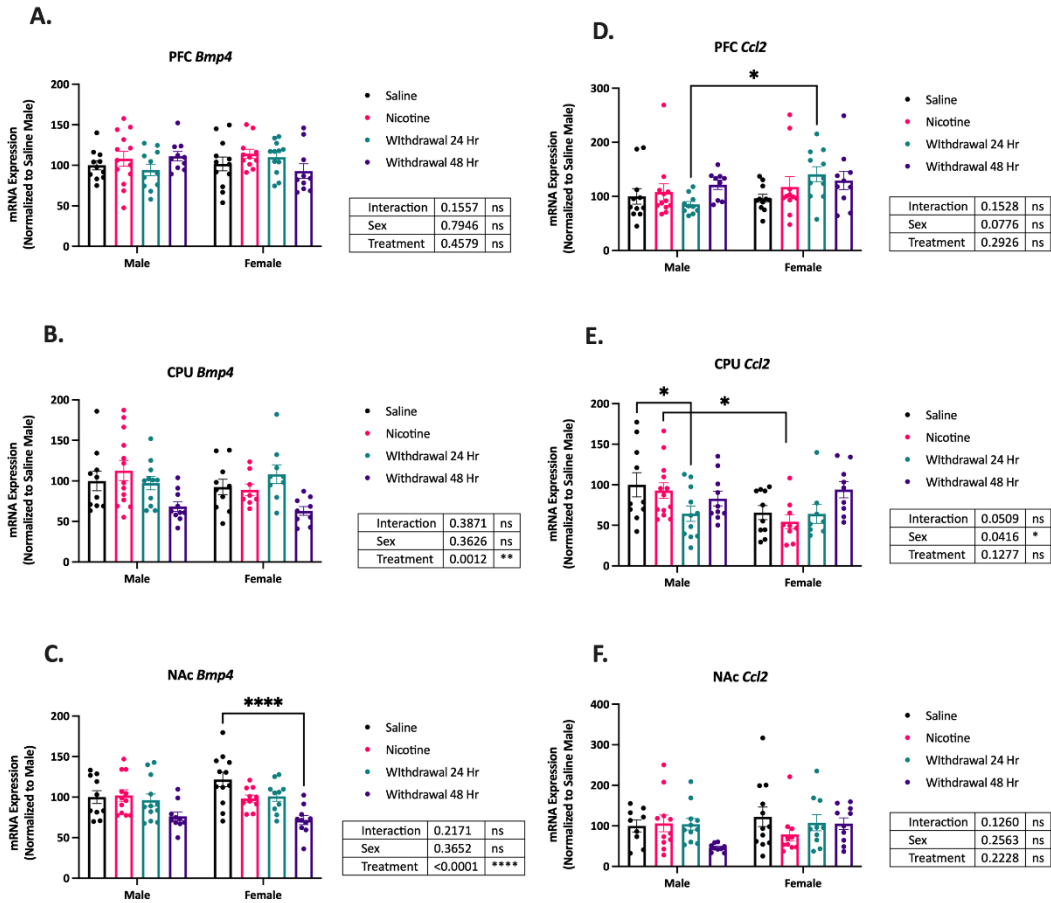 A.
PFC Bmp4
mRNA Expression
(Normalized to Saline Male)
200
150
100
50
0
Male
Female
Saline
Nicotine
WIthdrawal 24 Hr
Withdrawal 48 Hr
Interaction 0.1557 ns
Sex 0.7946 ns
Treatment 0.4579 ns
D.
PFC Ccl2
mRNA Expression
(Normalized to Saline Male)
300
200
100
0
*
Male
Female
Saline
Nicotine
WIthdrawal 24 Hr
Withdrawal 48 Hr
Interaction 0.1528 ns
Sex 0.0776 ns
Treatment 0.2926 ns
B.
CPU Bmp4
mRNA Expression
(Normalized to Saline Male)
200
150
100
50
0
Male
Female
Saline
Nicotine
WIthdrawal 24 Hr
Withdrawal 48 Hr
Interaction 0.3871 ns
Sex 0.3626 ns
Treatment 0.0012 **
E.
CPU Ccl2
mRNA Expression
(Normalized to Saline Male)
200
150
100
50
0
*
*
Male
Female
Saline
Nicotine
WIthdrawal 24 Hr
Withdrawal 48 Hr
Interaction 0.0509 ns
Sex 0.0416 *
Treatment 0.1277 ns
C.
NAc Bmp4
mRNA Expression
(Normalized to Male)
200
150
100
50
0
****
Male
Female
Saline
Nicotine
WIthdrawal 24 Hr
Withdrawal 48 Hr
Interaction 0.2171 ns
Sex 0.3652 ns
Treatment <0.0001 ****
F.
NAc Ccl2
mRNA Expression
(Normalized to Saline Male)
400
300
200
100
0
Male
Female
Saline
Nicotine
WIthdrawal 24 Hr
Withdrawal 48 Hr
Interaction 0.1260 ns
Sex 0.2563 ns
Treatment 0.2228 ns